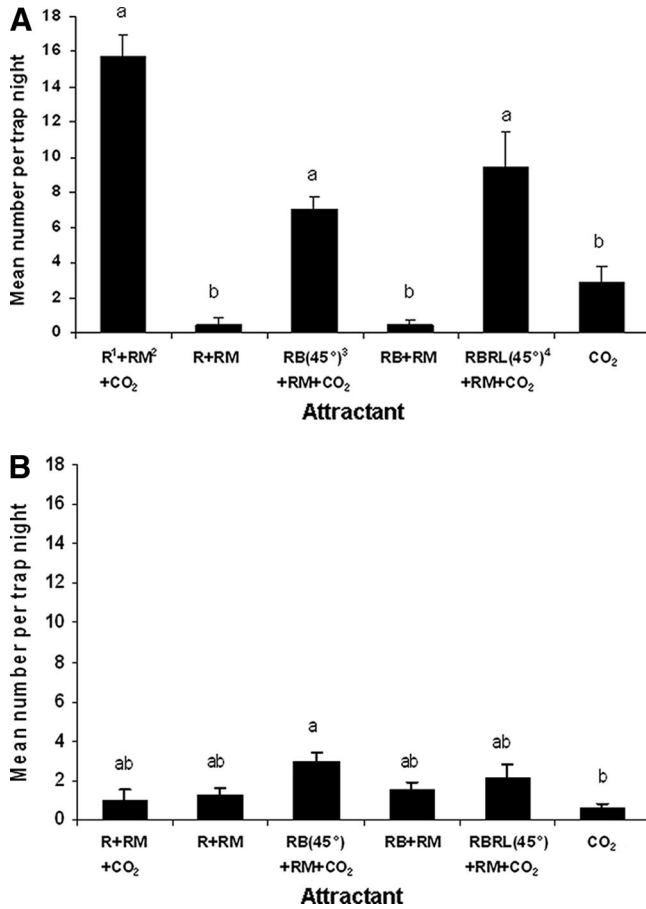 A
Mean number per trap night
18
16
14
12
10
8
6
4
2
0
a
b
a
b
a
b
R¹+RM² R+RM RB(45°)³ RB+RM RBRL(45°)⁴ CO₂
+CO₂ +RM+CO₂ +RM+CO₂
Attractant
B
Mean number per trap night
18
16
14
12
10
8
6
4
2
0
ab
ab
a
ab
ab
b
R+RM R+RM RB(45°) RB+RM RBRL(45°) CO₂
+CO₂ +RM+CO₂ +RM+CO₂
Attractant